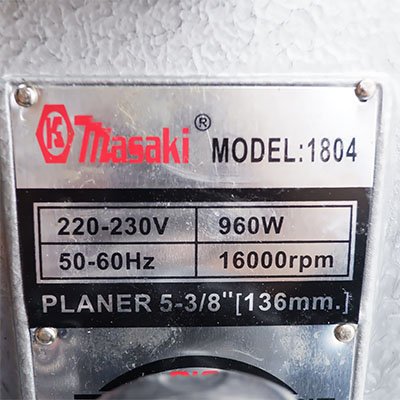 Masaki® MODEL:1804
220-230V 960W
50-60Hz 16000rpm
PLANER 5-3/8"[136mm.]